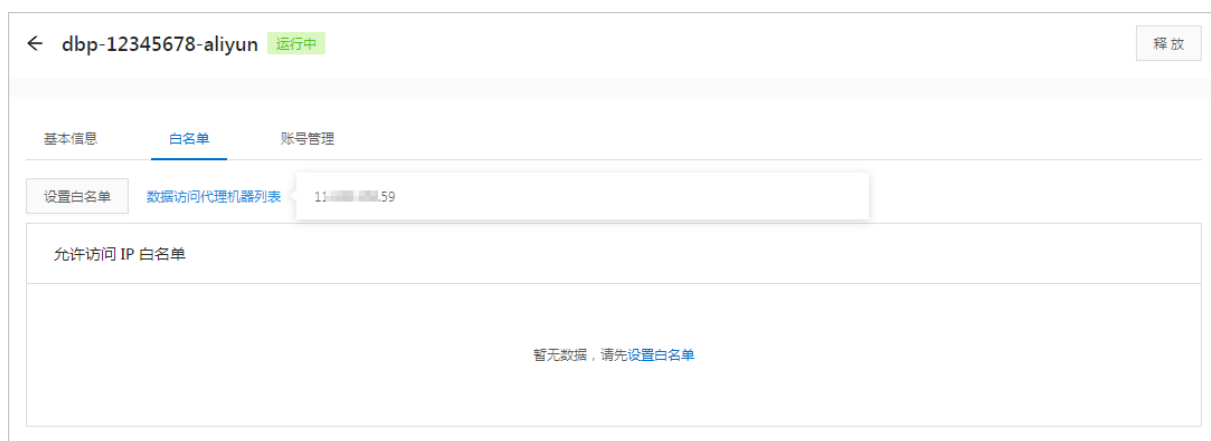 ← dbp-12345678-aliyun 运行中 释放
基本信息 白名单 账号管理
设置白名单 数据访问代理机器列表 11 .59
允许访问 IP 白名单
暂无数据，请先设置白名单